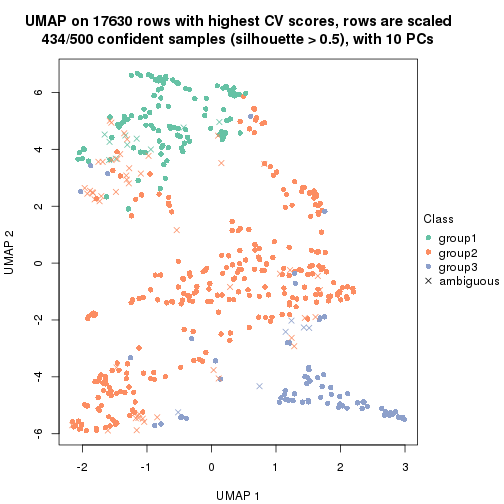 UMAP on 17630 rows with highest CV scores, rows are scaled
434/500 confident samples (silhouette > 0.5), with 10 PCs
6
4
2
0
-2
-4
-6
UMAP 2
-2
-1
0
1
2
3
UMAP 1
Class
group1
group2
group3
ambiguous